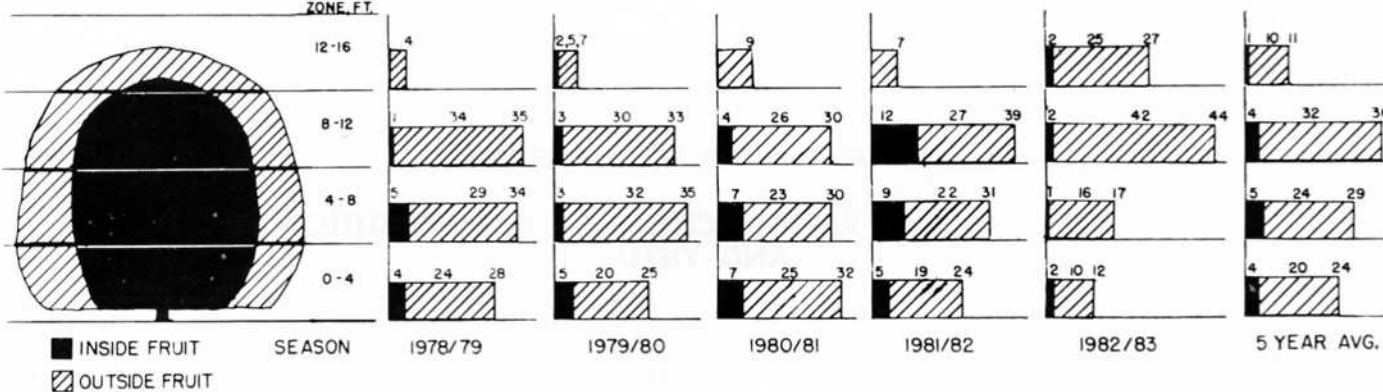 ZONE, FT.
12-16 4 2,5,7 9 7 2 25 27 1 10 11
8-12 1 34 35 3 30 33 4 26 30 12 27 39 2 42 44 4 32 36
4-8 5 29 34 3 32 35 7 23 30 9 22 31 1 16 17 5 24 29
0-4 4 24 28 5 20 25 7 25 32 5 19 24 2 10 12 4 20 24
INSIDE FRUIT SEASON 1978/79 1979/80 1980/81 1981/82 1982/83 5 YEAR AVG.
OUTSIDE FRUIT